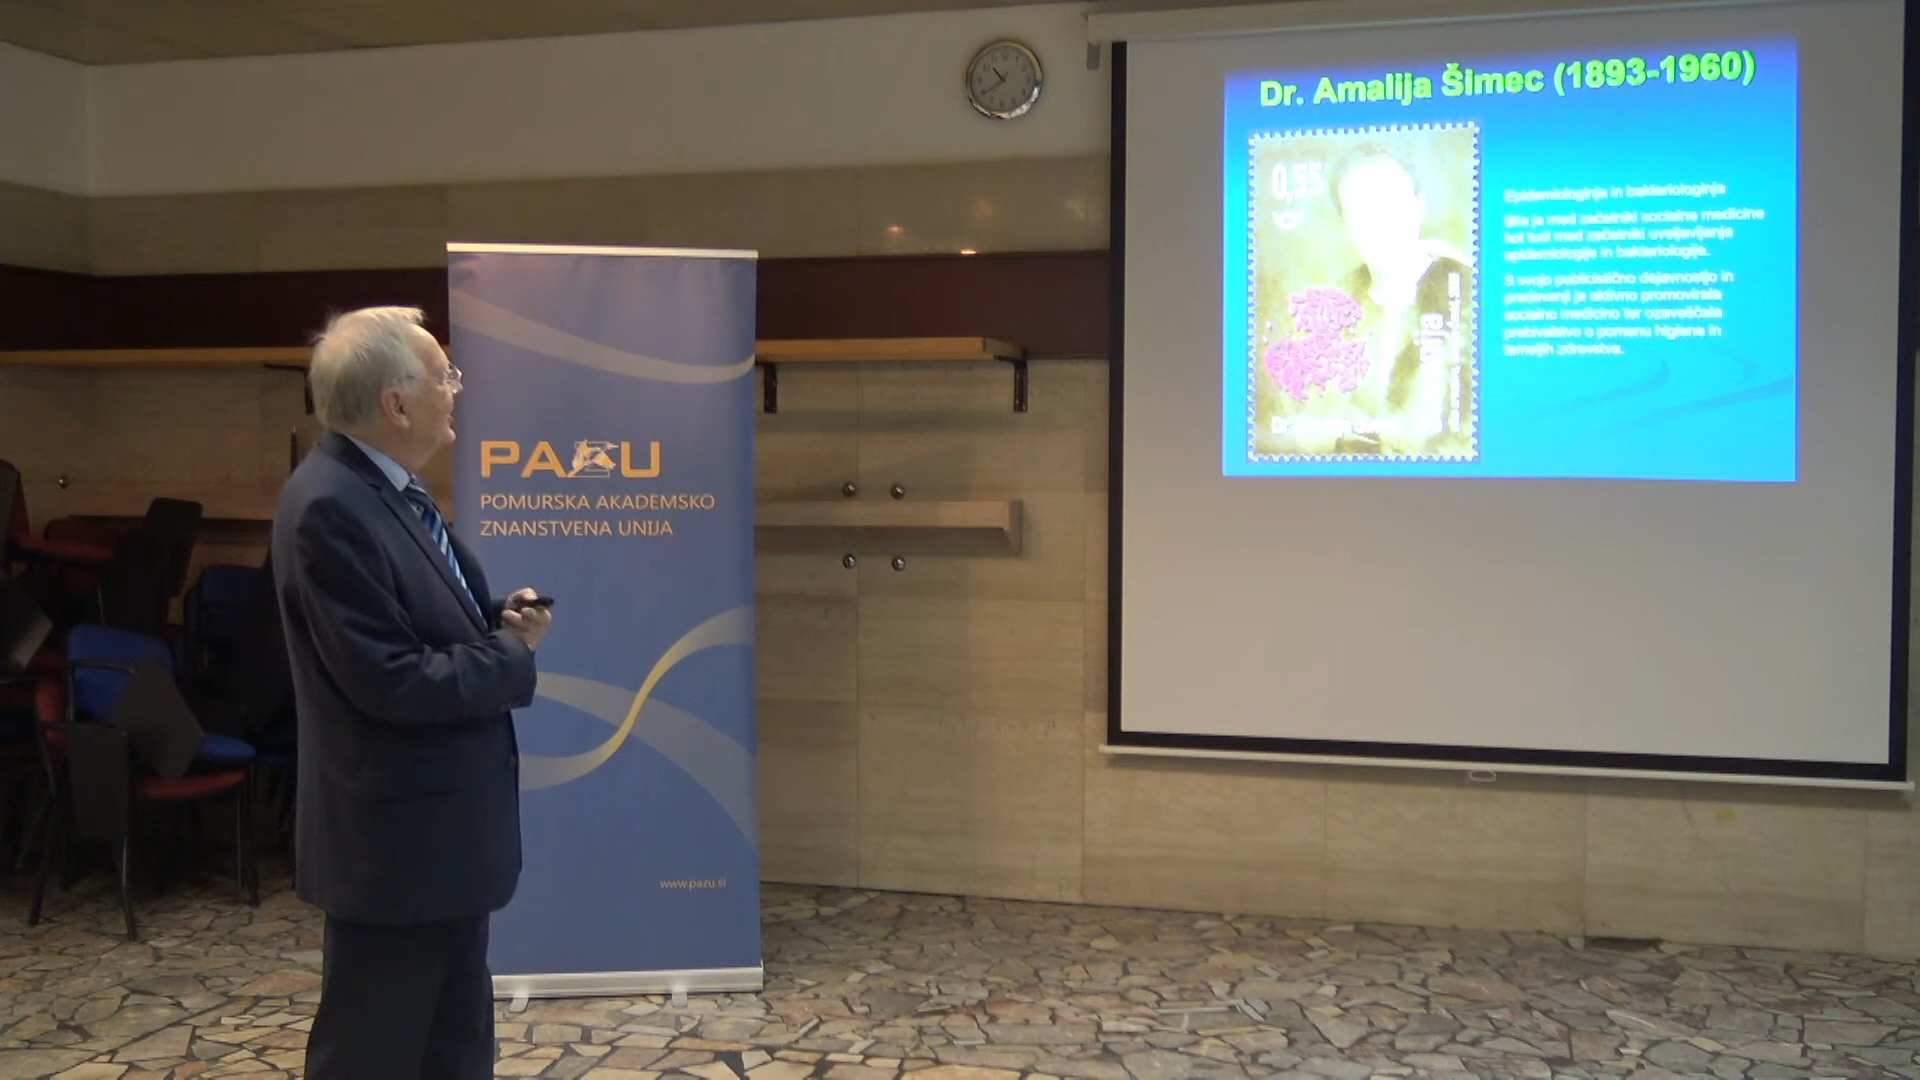 Dr. Amalija Šimec (1893-1960)
0,55
Epidemiologinja in bakteriologinja
Bila je med začetniki socialne medicine
kot tudi med začetniki uveljavljanja
epidemiologije in bakteriologije.
S svojo publicistično dejavnostjo in
predavanji je aktivno promovirala
socialno medicino ter ozaveščala
prebivalstvo o pomenu higiene in
temeljih zdravstva.
PAZU
POMURSKA AKADEMSKO
ZNANSTVENA UNIJA
www.pazu.si